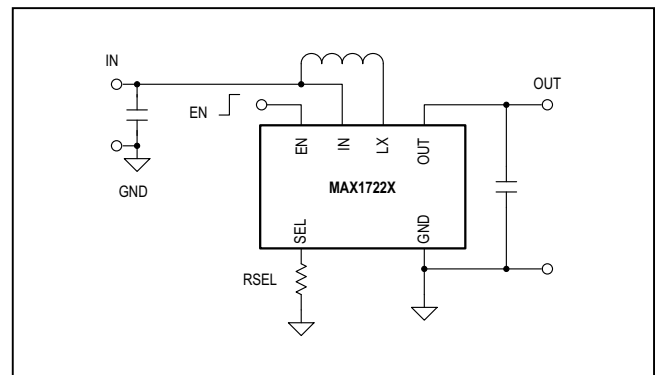 IN
OUT
EN
EN
IN
LX
OUT
MAX1722X
GND
SEL
GND
RSEL